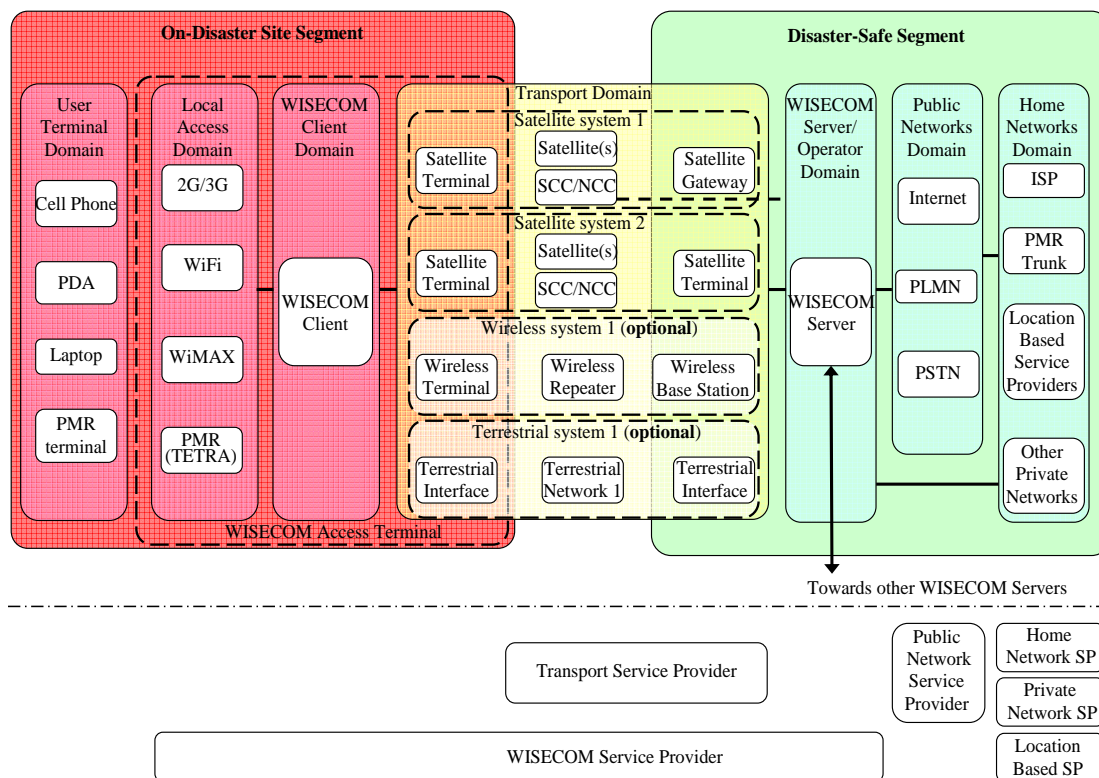 On-Disaster Site Segment
Disaster-Safe Segment
User
Terminal
Domain
Cell Phone
PDA
Laptop
PMR
terminal
Local
Access
Domain
2G/3G
WiFi
WiMAX
PMR
(TETRA)
WISECOM
Client
Domain
WISECOM
Client
WISECOM Access Terminal
Transport Domain
Satellite system 1
Satellite
Terminal
Satellite(s)
SCC/NCC
Satellite
Gateway
Satellite system 2
Satellite
Terminal
Satellite(s)
SCC/NCC
Satellite
Terminal
Wireless system 1 (optional)
Wireless
Terminal
Wireless
Repeater
Wireless
Base Station
Terrestrial system 1 (optional)
Terrestrial
Interface
Terrestrial
Network 1
Terrestrial
Interface
WISECOM
Server/
Operator
Domain
WISECOM
Server
Public
Networks
Domain
Internet
PLMN
PSTN
Home
Networks
Domain
ISP
PMR
Trunk
Location
Based
Service
Providers
Other
Private
Networks
Towards other WISECOM Servers
Transport Service Provider
Public
Network
Service
Provider
Home
Network SP
Private
Network SP
Location
Based SP
WISECOM Service Provider